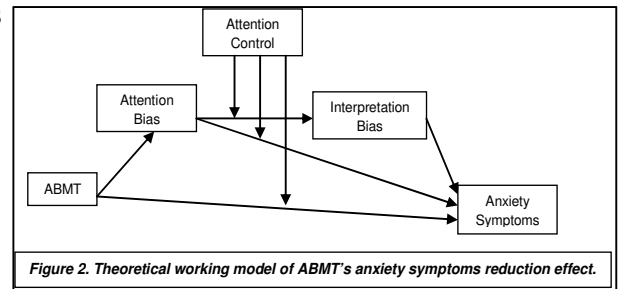 Attention
Control
Attention
Bias
Interpretation
Bias
ABMT
Anxiety
Symptoms
Figure 2. Theoretical working model of ABMT's anxiety symptoms reduction effect.